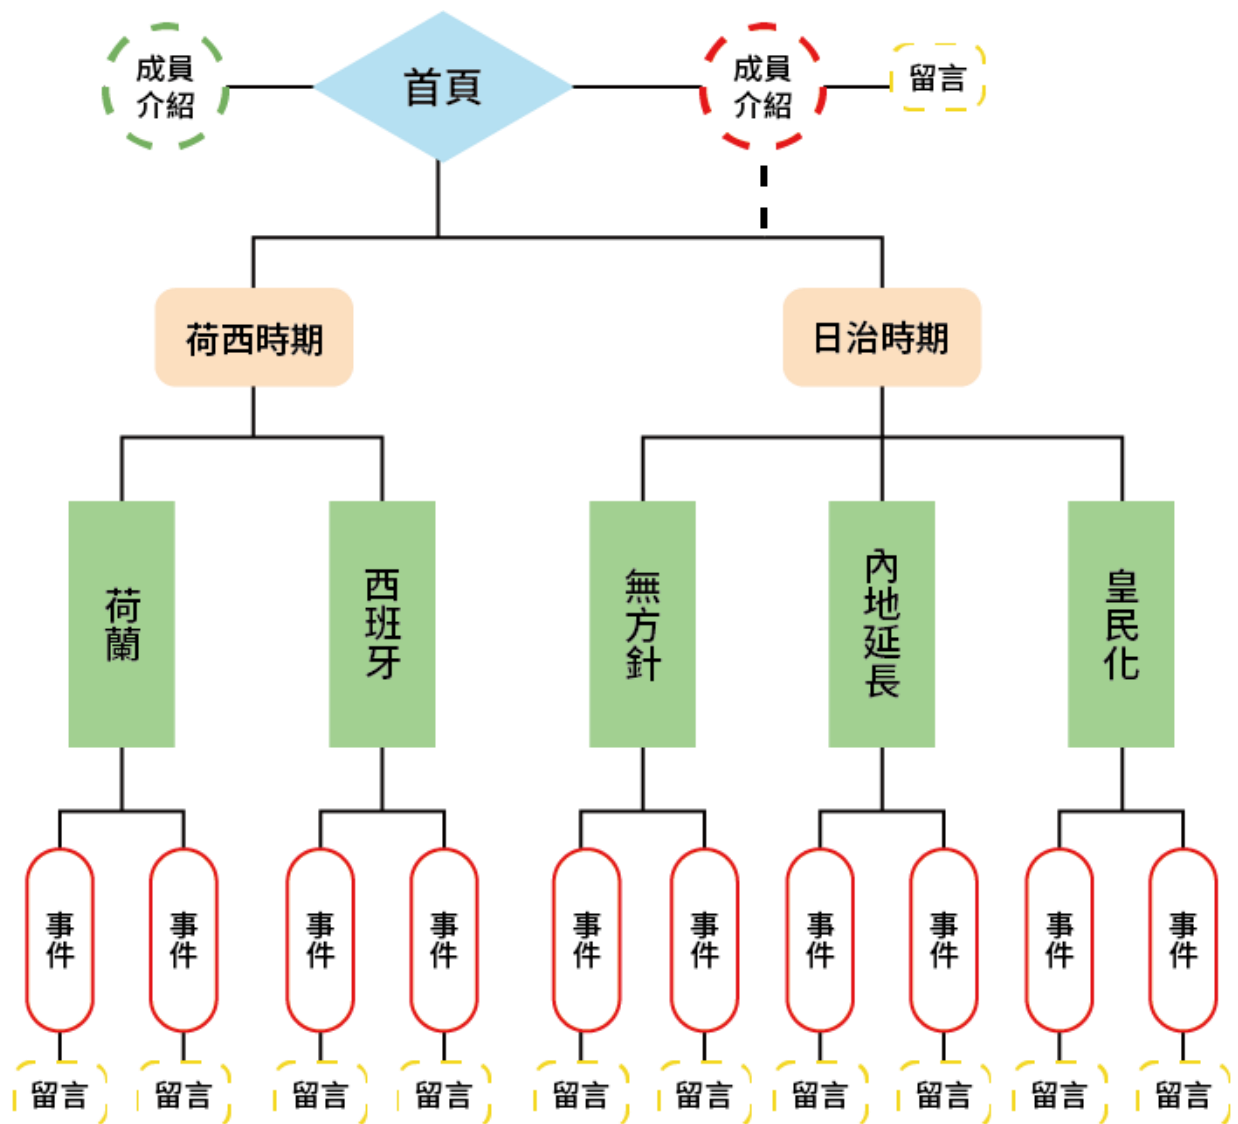 成員
介紹
首頁
成員
介紹
留言
荷西時期
日治時期
荷蘭
西班牙
無方針
內地延長
皇民化
事件
事件
事件
事件
事件
事件
事件
事件
事件
事件
留言
留言
留言
留言
留言
留言
留言
留言
留言
留言